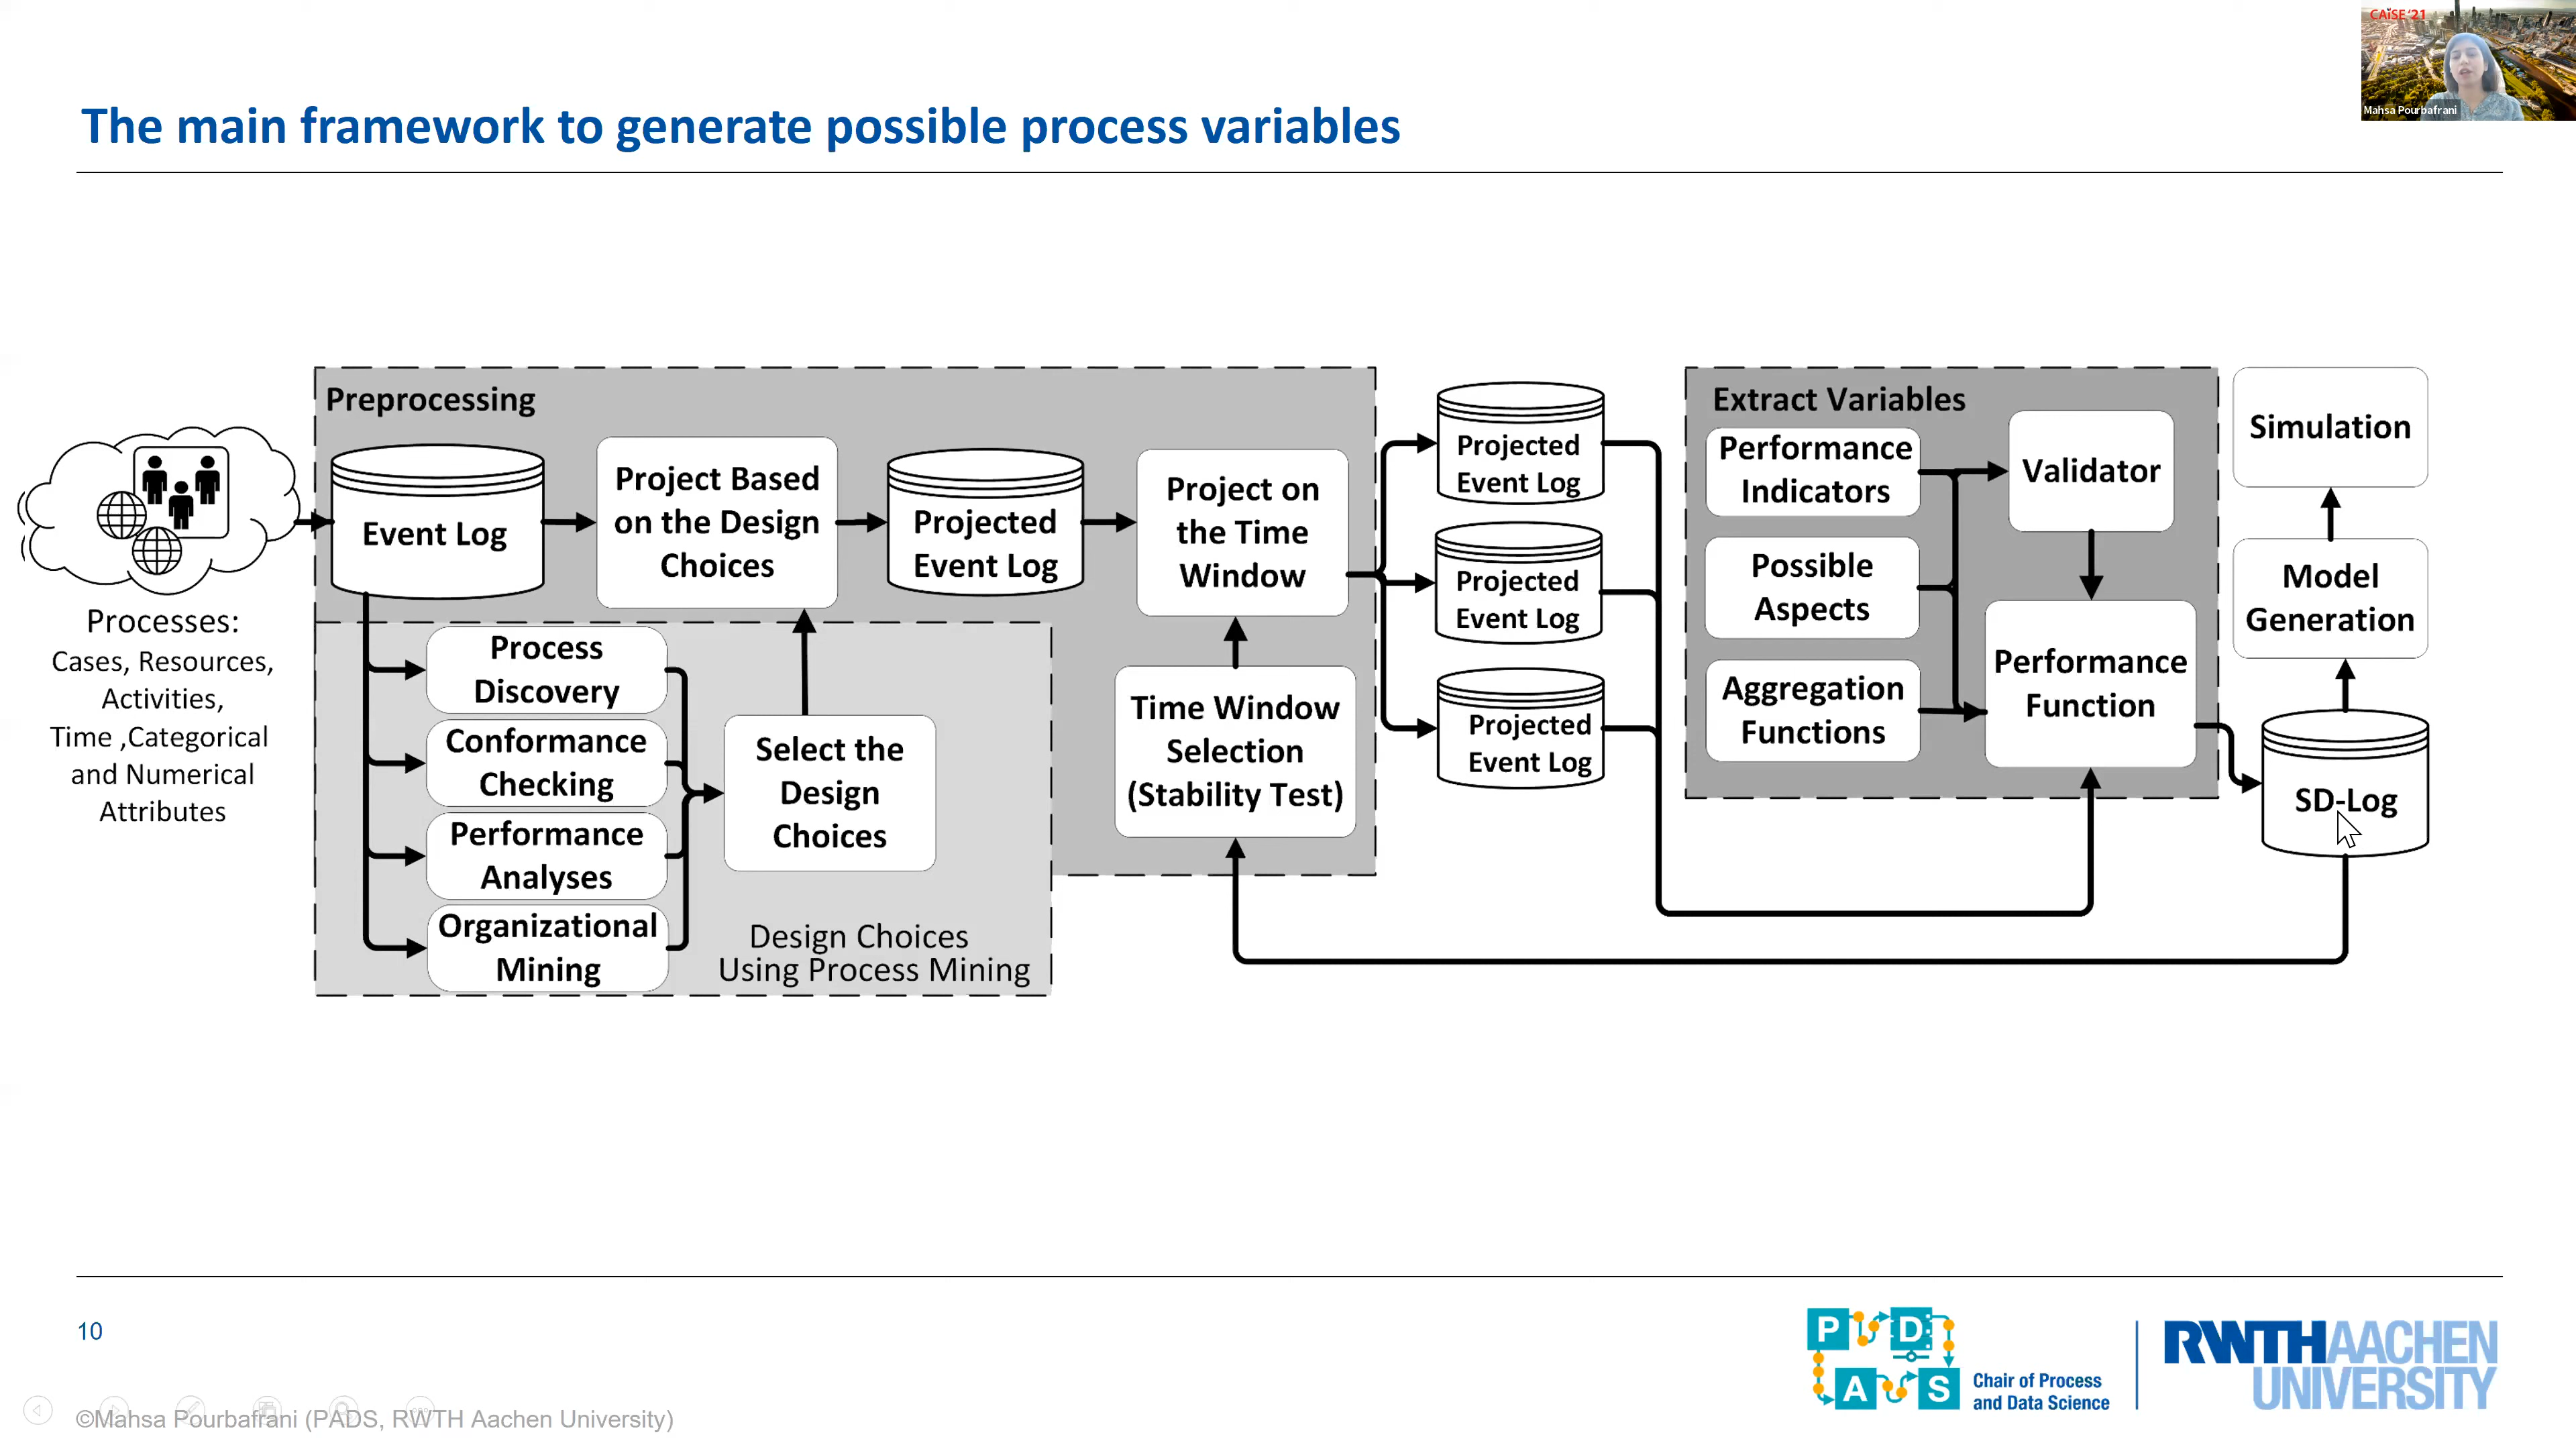 CAiSE '21
Mahsa Pourbafrani
The main framework to generate possible process variables
Preprocessing
Event Log
Project Based
on the Design
Choices
Projected
Event Log
Project on
the Time
Window
Processes:
Cases, Resources,
Activities,
Time ,Categorical
and Numerical
Attributes
Process
Discovery
Conformance
Checking
Performance
Analyses
Organizational
Mining
Select the
Design
Choices
Design Choices
Using Process Mining
Time Window
Selection
(Stability Test)
Projected
Event Log
Projected
Event Log
Projected
Event Log
Extract Variables
Performance
Indicators
Possible
Aspects
Aggregation
Functions
Validator
Performance
Function
Simulation
Model
Generation
SD-Log
10
©Mahsa Pourbafrani (PADS, RWTH Aachen University)
P D
A S
Chair of Process
and Data Science
RWTH AACHEN
UNIVERSITY